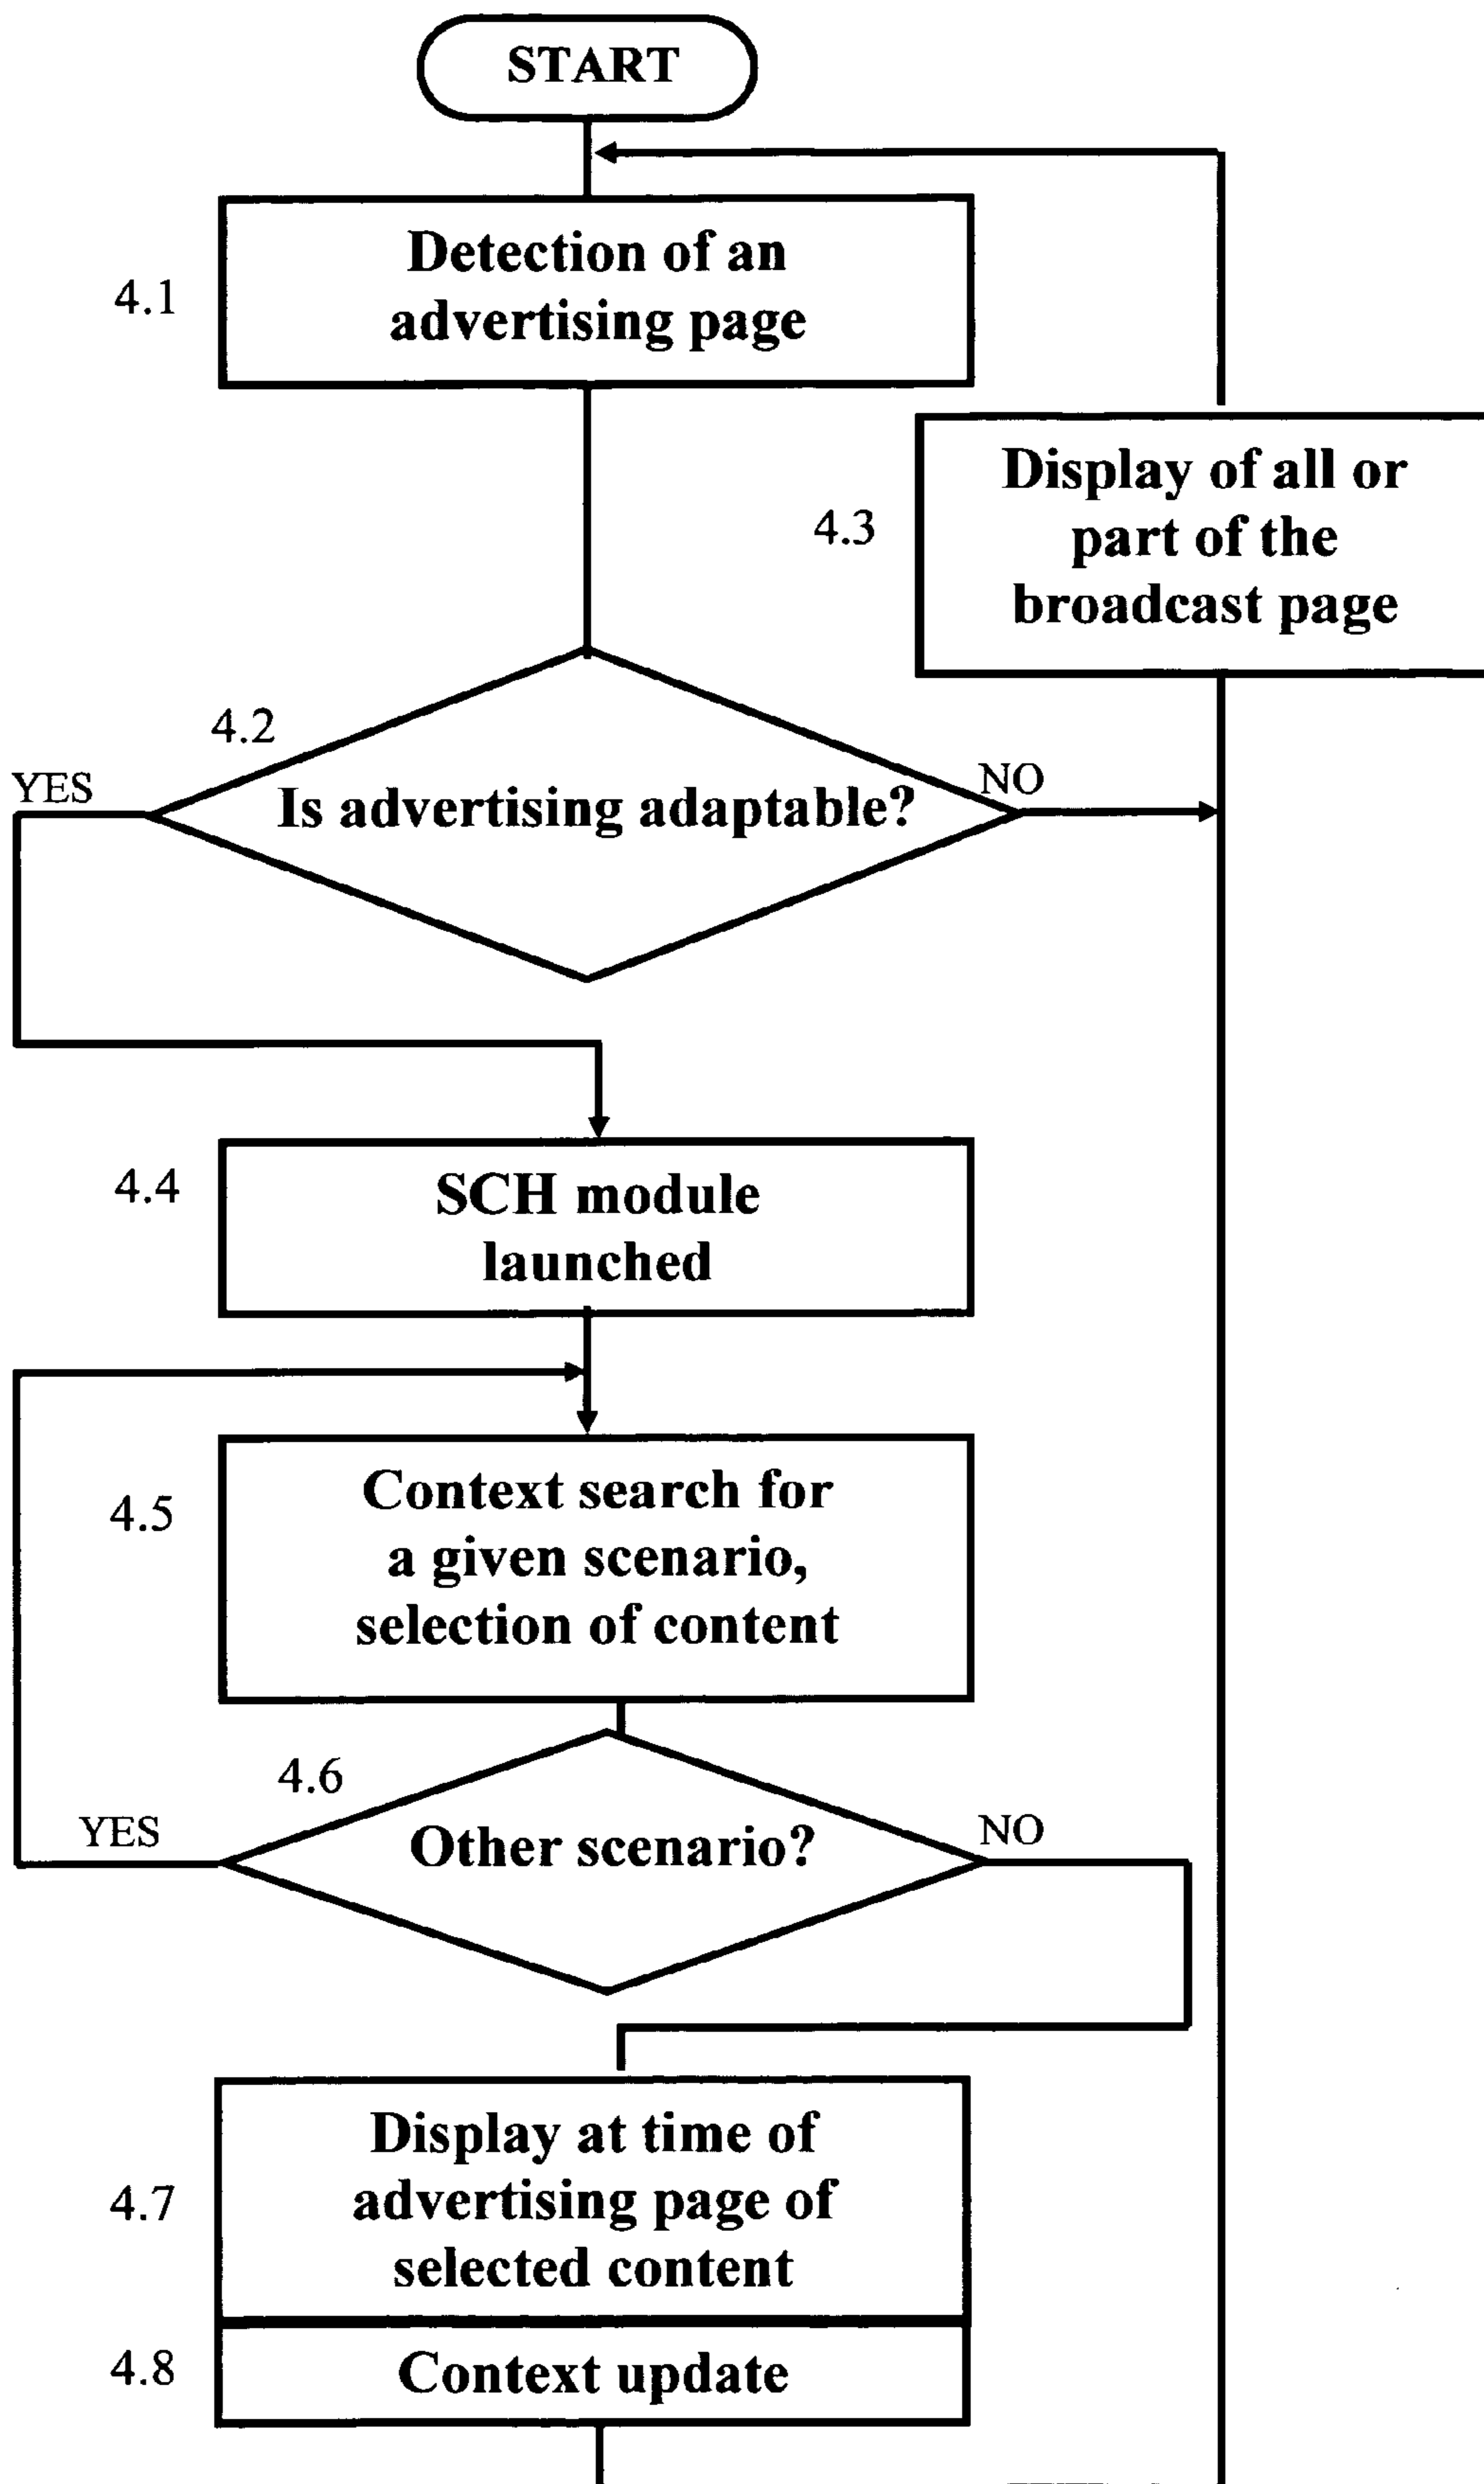 START
4.1
Detection of an
advertising page
4.3
Display of all or
part of the
broadcast page
4.2
YES
Is advertising adaptable?
NO
4.4
SCH module
launched
4.5
Context search for
a given scenario,
selection of content
4.6
YES
Other scenario?
NO
4.7
Display at time of
advertising page of
selected content
4.8
Context update